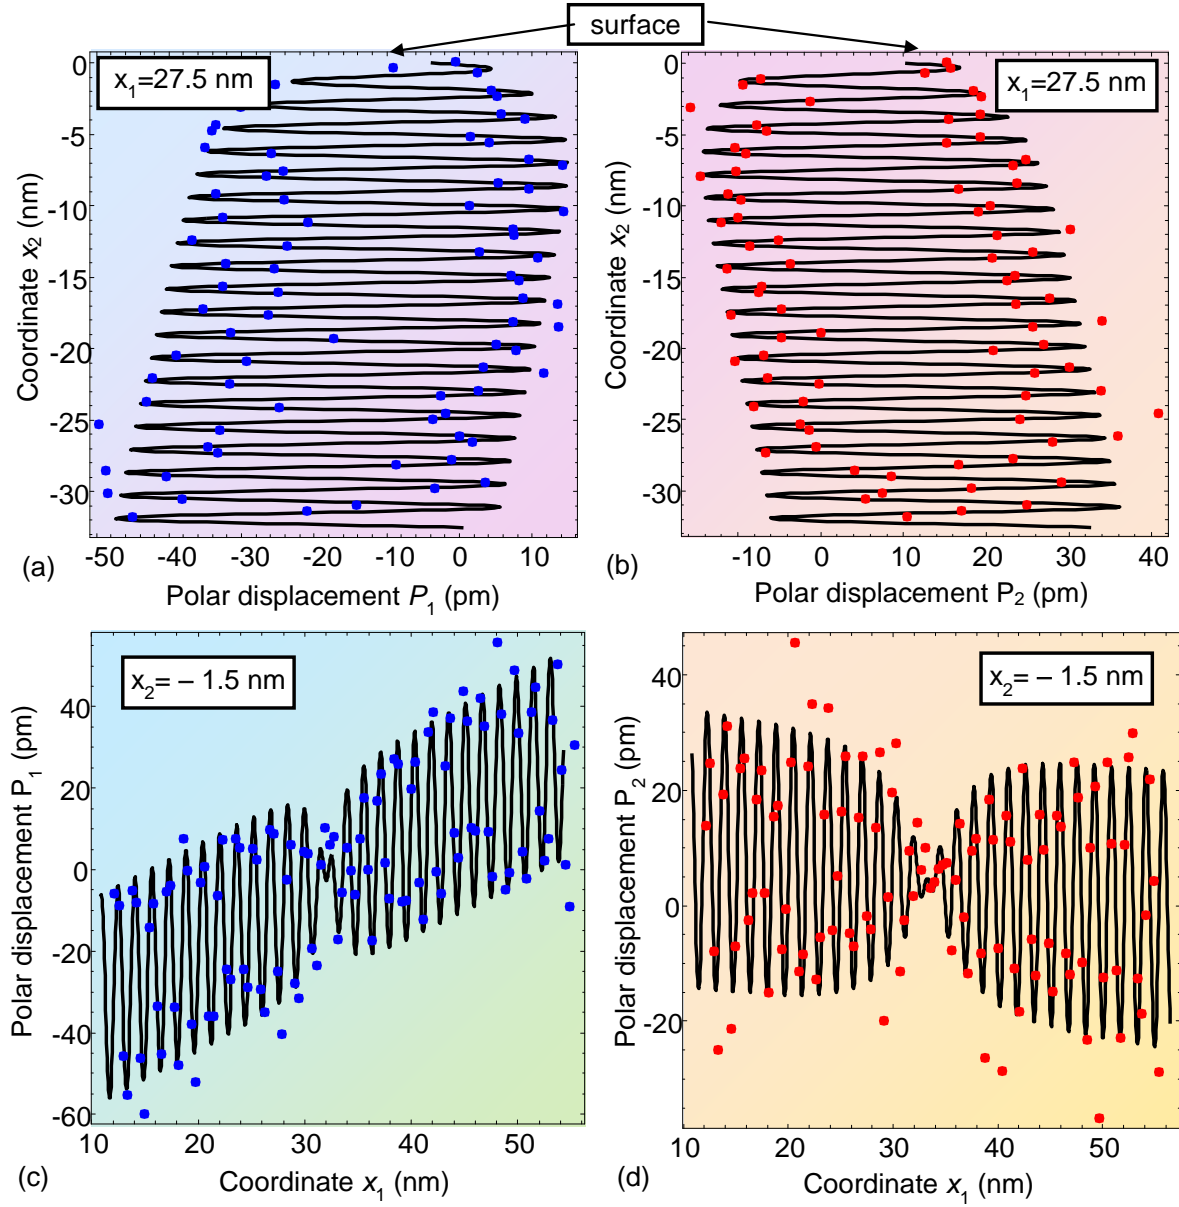 surface
x₁=27.5 nm
0
-5
-10
-15
-20
-25
-30
Coordinate x₂ (nm)
-50 -40 -30 -20 -10 0 10
(a)
Polar displacement P₁ (pm)
x₁=27.5 nm
0
-5
-10
-15
-20
-25
-30
Coordinate x₂ (nm)
-10 0 10 20 30 40
(b)
Polar displacement P₂ (pm)
x₂= – 1.5 nm
40
20
0
-20
-40
-60
Polar displacement P₁ (pm)
10 20 30 40 50
(c)
Coordinate x₁ (nm)
x₂= – 1.5 nm
40
20
0
-20
Polar displacement P₂ (pm)
10 20 30 40 50
(d)
Coordinate x₁ (nm)